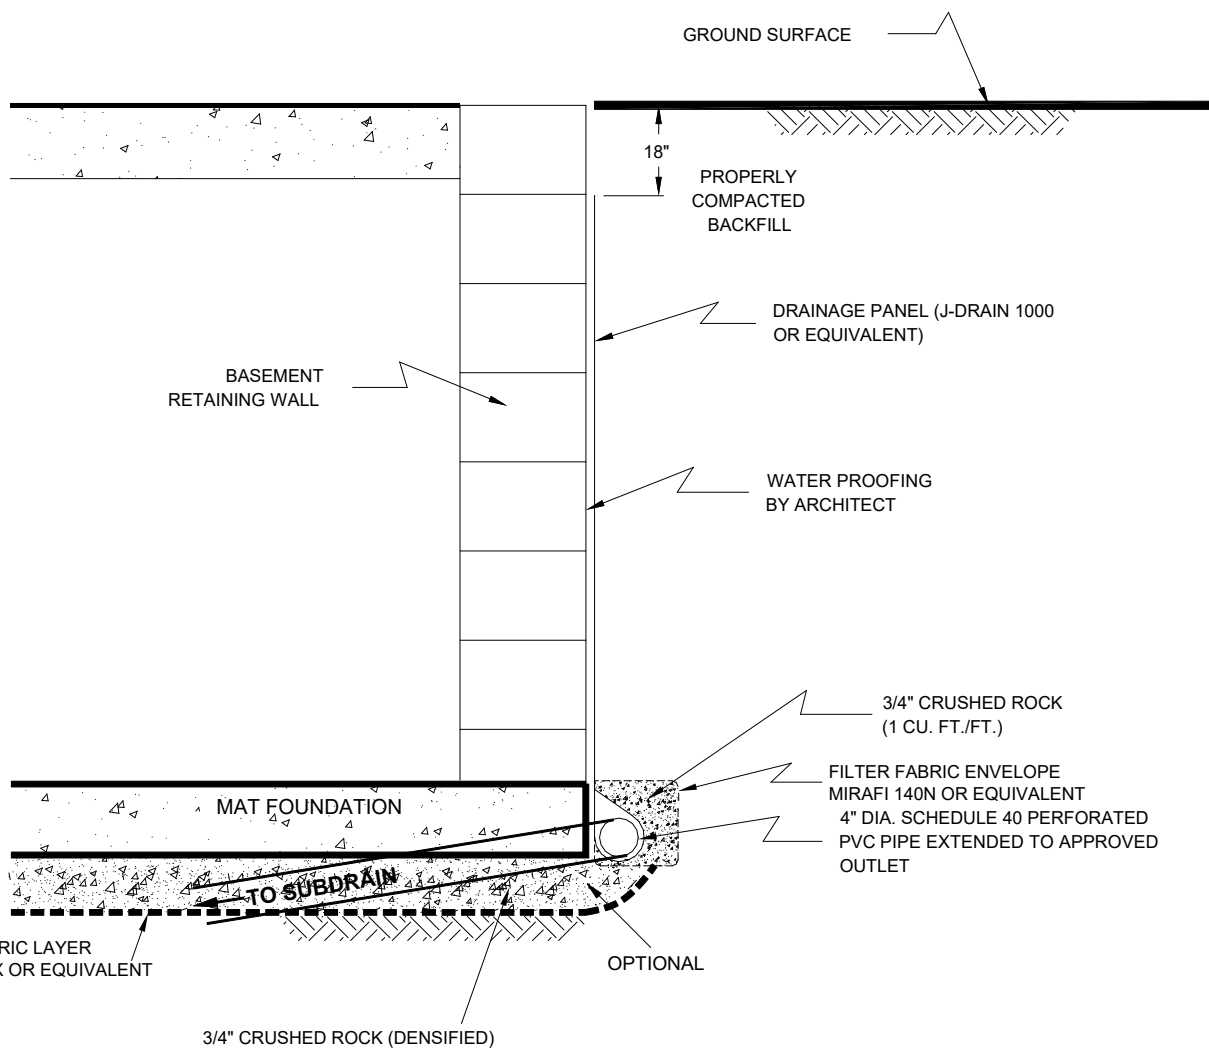 GROUND SURFACE
18"
PROPERLY
COMPACTED
BACKFILL
DRAINAGE PANEL (J-DRAIN 1000
OR EQUIVALENT)
BASEMENT
RETAINING WALL
WATER PROOFING
BY ARCHITECT
3/4" CRUSHED ROCK
(1 CU. FT./FT.)
FILTER FABRIC ENVELOPE
MIRAFI 140N OR EQUIVALENT
4" DIA. SCHEDULE 40 PERFORATED
PVC PIPE EXTENDED TO APPROVED
OUTLET
MAT FOUNDATION
TO SUBDRAIN
LAYER
OR EQUIVALENT
OPTIONAL
3/4" CRUSHED ROCK (DENSIFIED)